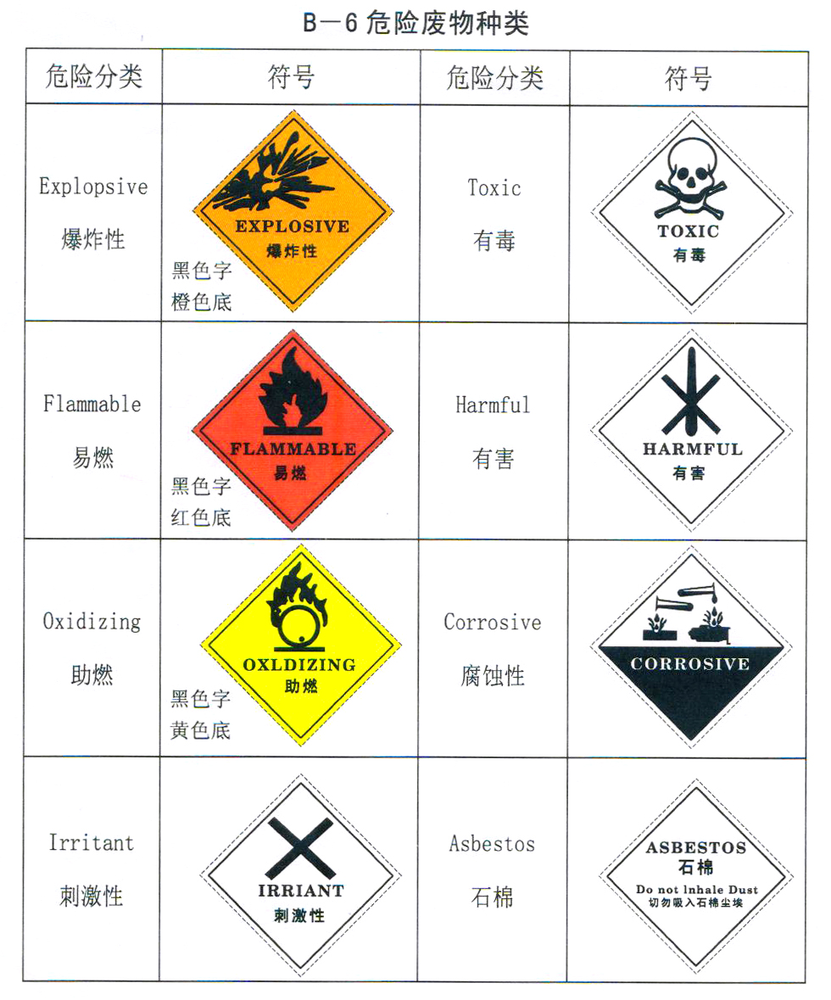 B—6 危险废物种类
危险分类 符号 危险分类 符号
Explopsive
爆炸性
EXPLOSIVE
爆炸性
黑色字
橙色底
Toxic
有毒
TOXIC
有毒
Flammable
易燃
FLAMMABLE
易燃
黑色字
红色底
Harmful
有害
HARMFUL
有害
Oxidizing
助燃
OXLDIZING
助燃
黑色字
黄色底
Corrosive
腐蚀性
CORROSIVE
Irritant
刺激性
IRRIANT
刺激性
Asbestos
石棉
ASBESTOS
石棉
Do not lnhale Dust
切勿吸入石棉尘埃